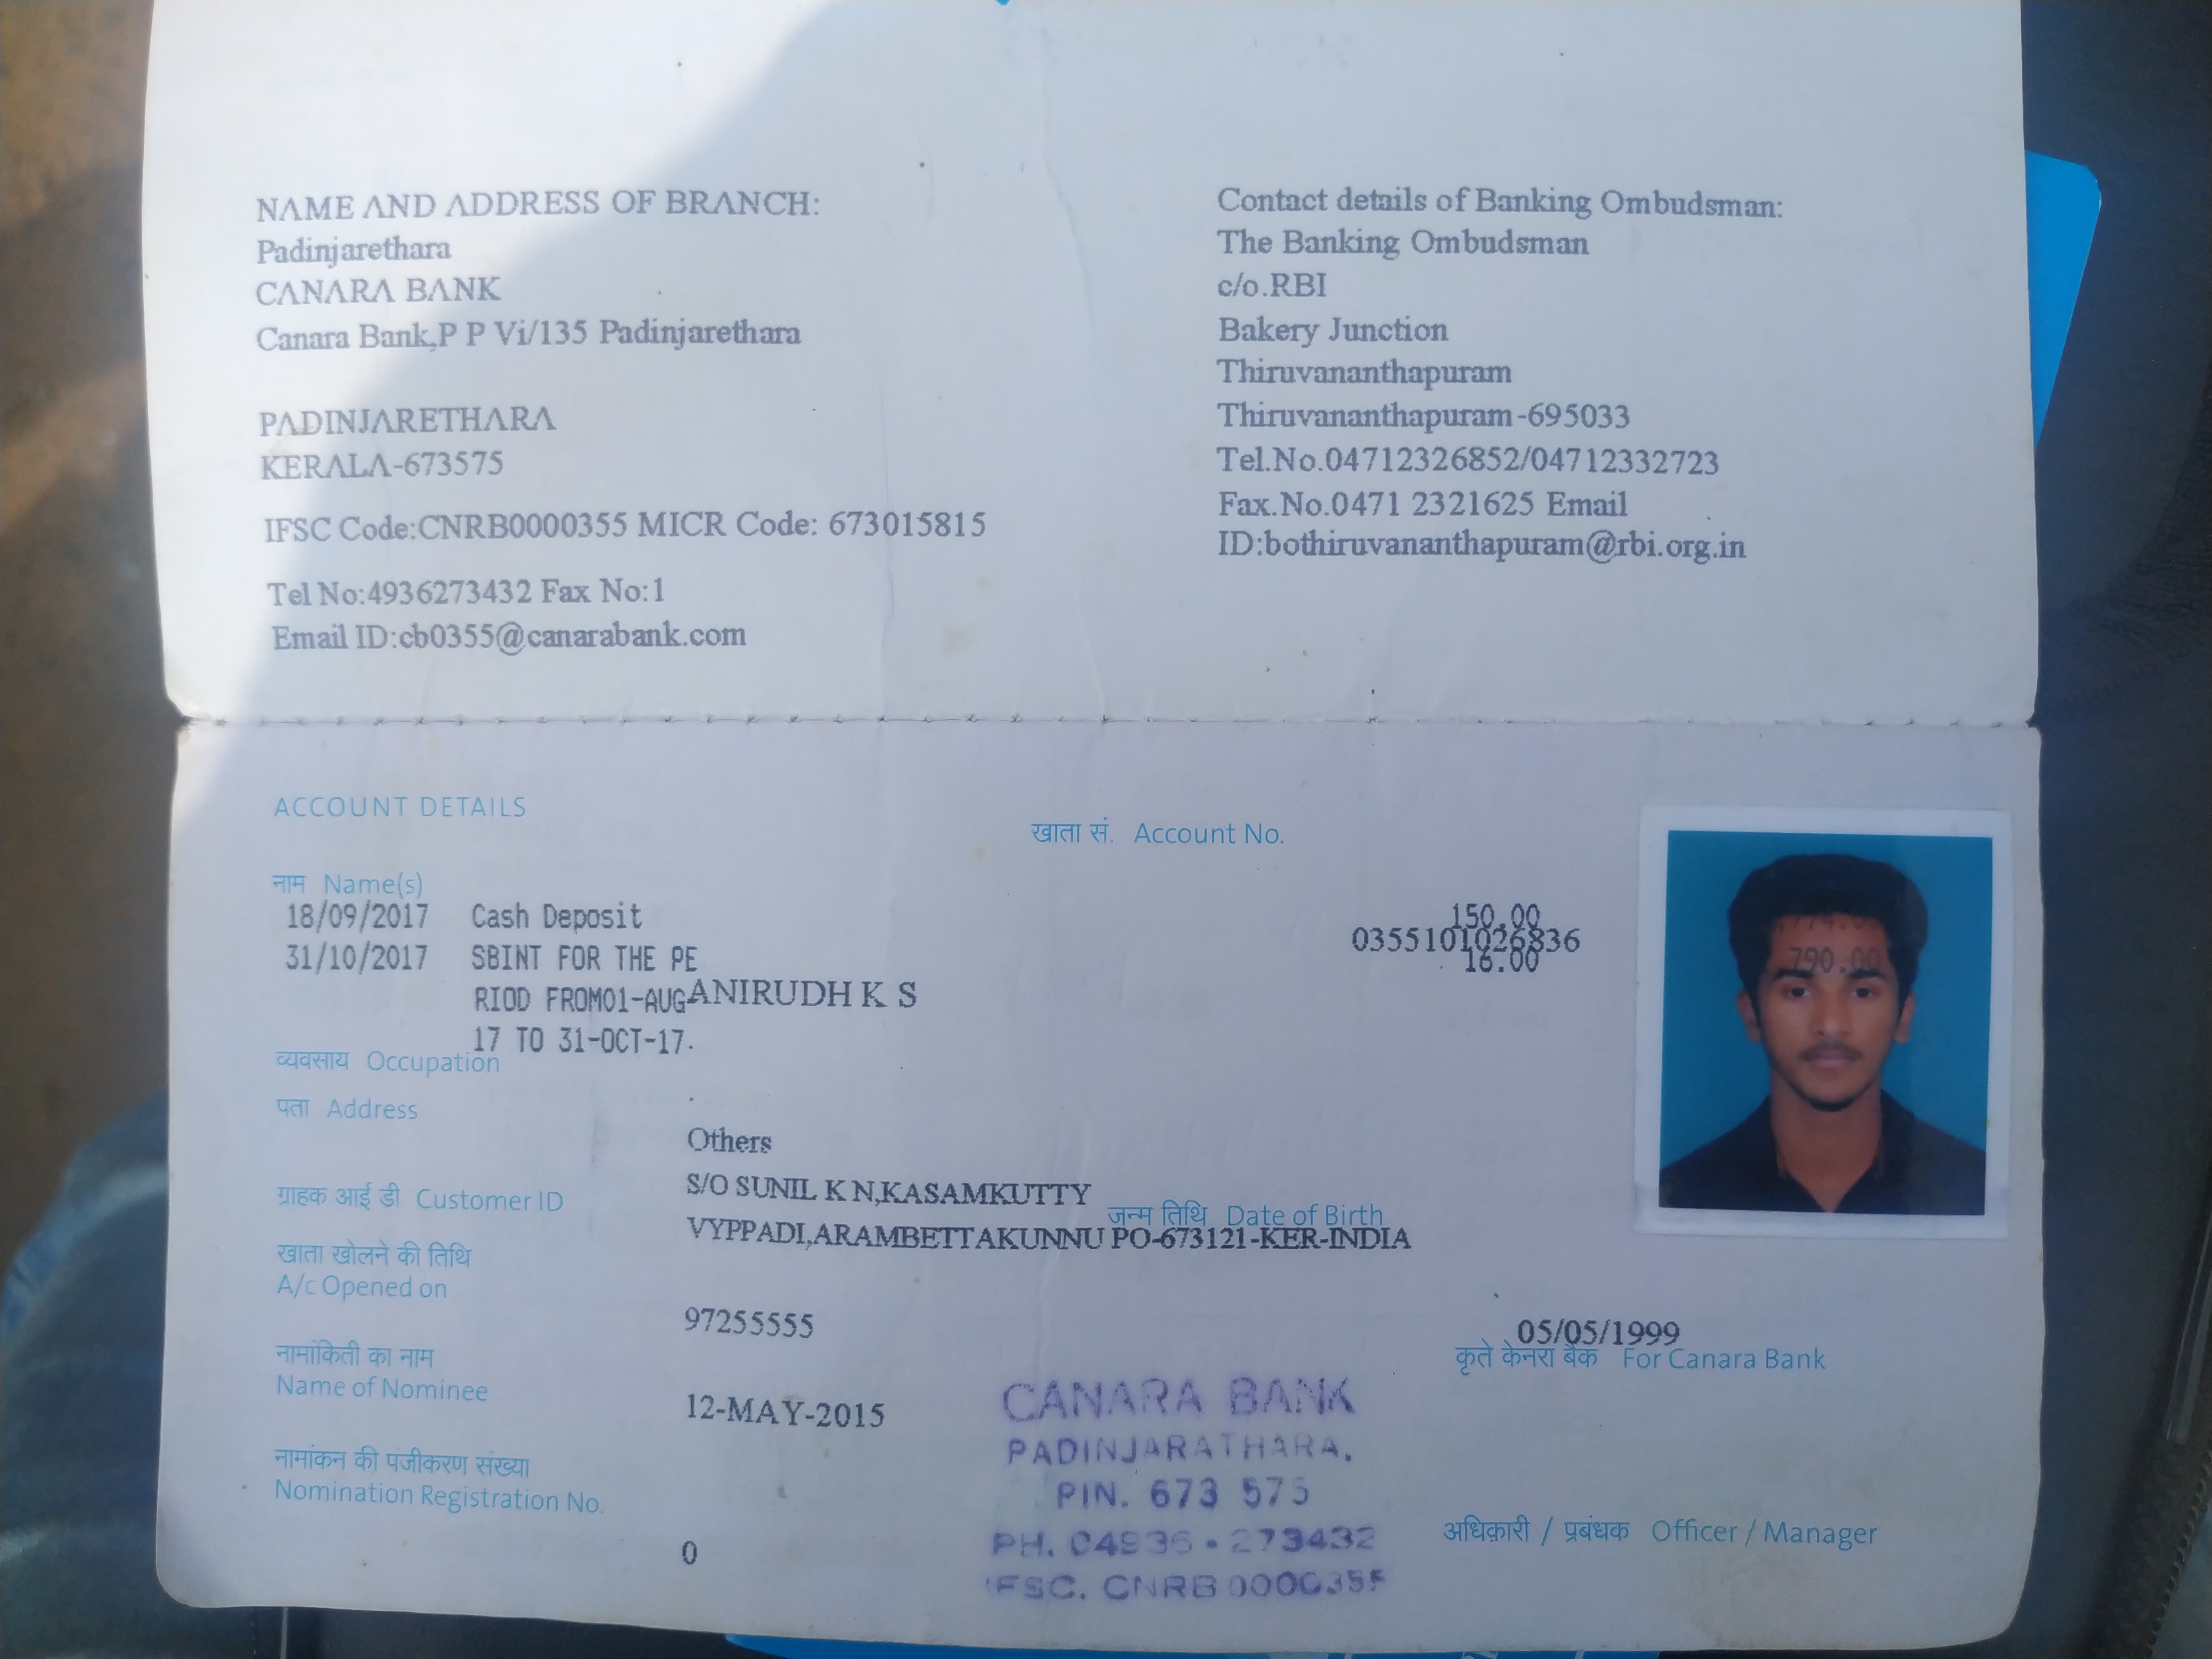 NAME AND ADDRESS OF BRANCH:
Padinjarethara
CANARA BANK
Canara Bank,P P Vi/135 Padinjarethara
PADINJARETHARA
KERALA-673575
IFSC Code:CNRB0000355 MICR Code: 673015815
Tel No:4936273432 Fax No:1
Email ID:cb0355@canarabank.com
Contact details of Banking Ombudsman:
The Banking Ombudsman
c/o.RBI
Bakery Junction
Thiruvananthapuram
Thiruvananthapuram-695033
Tel.No.04712326852/04712332723
Fax.No.0471 2321625 Email
ID:bothiruvananthapuram@rbi.org.in
ACCOUNT DETAILS
खाता सं. Account No.
नाम Name(s)
18/09/2017 Cash Deposit 150.00
31/10/2017 SBINT FOR THE PE 16.00 790.00
RIOD FROM01-AUG
17 TO 31-OCT-17.
ANIRUDH K S
व्यवसाय Occupation
Others
पता Address
S/O SUNIL K N,KASAMKUTTY
VYPPADI,ARAMBETTAKUNNU PO-673121-KER-INDIA
जन्म तिथि Date of Birth
05/05/1999
ग्राहक आई डी Customer ID
97255555
खाता खोलने की तिथि
A/c Opened on
12-MAY-2015
नामांकिती का नाम
Name of Nominee
नामांकन की पंजीकरण संख्या
Nomination Registration No.
0
CANARA BANK
PADINJARATHARA,
PIN. 673 575
PH. 04936-273432
IFSC. CNRB0000355
कृते केनरा बैंक For Canara Bank
अधिकारी / प्रबंधक Officer / Manager